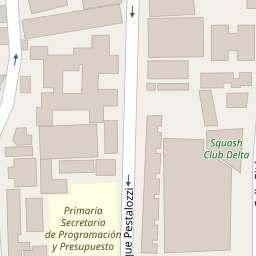 Squash
Club Delta
Primaria
Secretaria
de Programación
y Presupuesto
que Pestalozzi